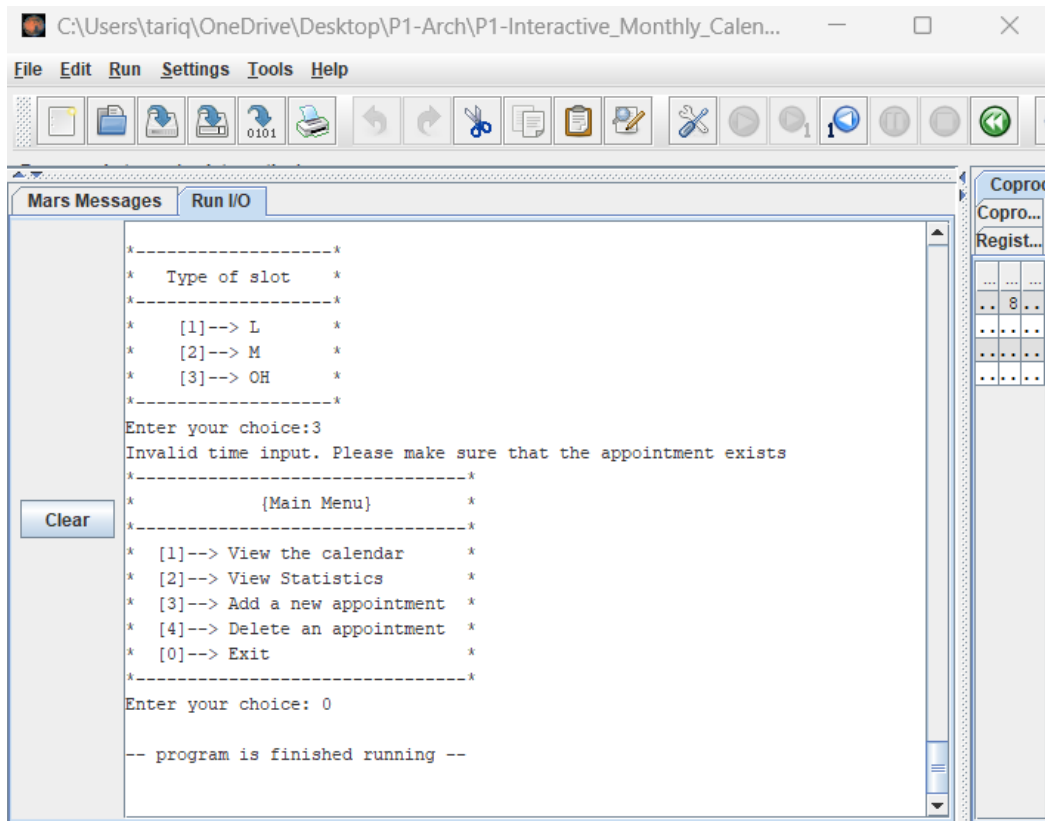 C:\Users\tariq\OneDrive\Desktop\P1-Arch\P1-Interactive_Monthly_Calen...
File Edit Run Settings Tools Help
0101
1
1
Mars Messages Run I/O
*-------------------*
* Type of slot *
*-------------------*
* [1]--> L *
* [2]--> M *
* [3]--> OH *
*-------------------*
Enter your choice:3
Invalid time input. Please make sure that the appointment exists
*--------------------------------*
* {Main Menu} *
*--------------------------------*
* [1]--> View the calendar *
* [2]--> View Statistics *
* [3]--> Add a new appointment *
* [4]--> Delete an appointment *
* [0]--> Exit *
*--------------------------------*
Enter your choice: 0
-- program is finished running --
Clear
Copro...
Regist...
... ... ...
.. 8 ..